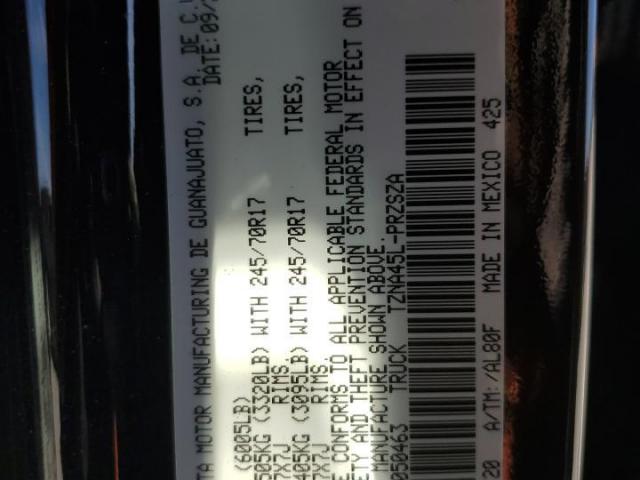 TA MOTOR MANUFACTURING DE GUANAJUATO, S.A. DE C.V
DATE: 09/
(6005LB)
505KG (3320LB) WITH 245/70R17 TIRES,
7X7J RIMS
405KG (3095LB) WITH 245/70R17 TIRES,
7X7J RIMS.
E CONFORMS TO ALL APPLICABLE FEDERAL MOTOR
ETY AND THEFT PREVENTION STANDARDS IN EFFECT ON
MANUFACTURE SHOWN ABOVE.
050463 TRUCK TZNA45L-PRZSZA
20 A/TM:/AL80F MADE IN MEXICO 425